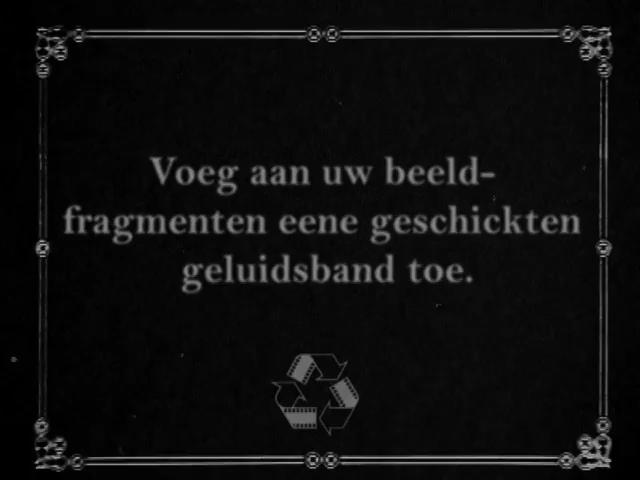 Voeg aan uw beeld-
fragmenten eene geschickten
geluidsband toe.